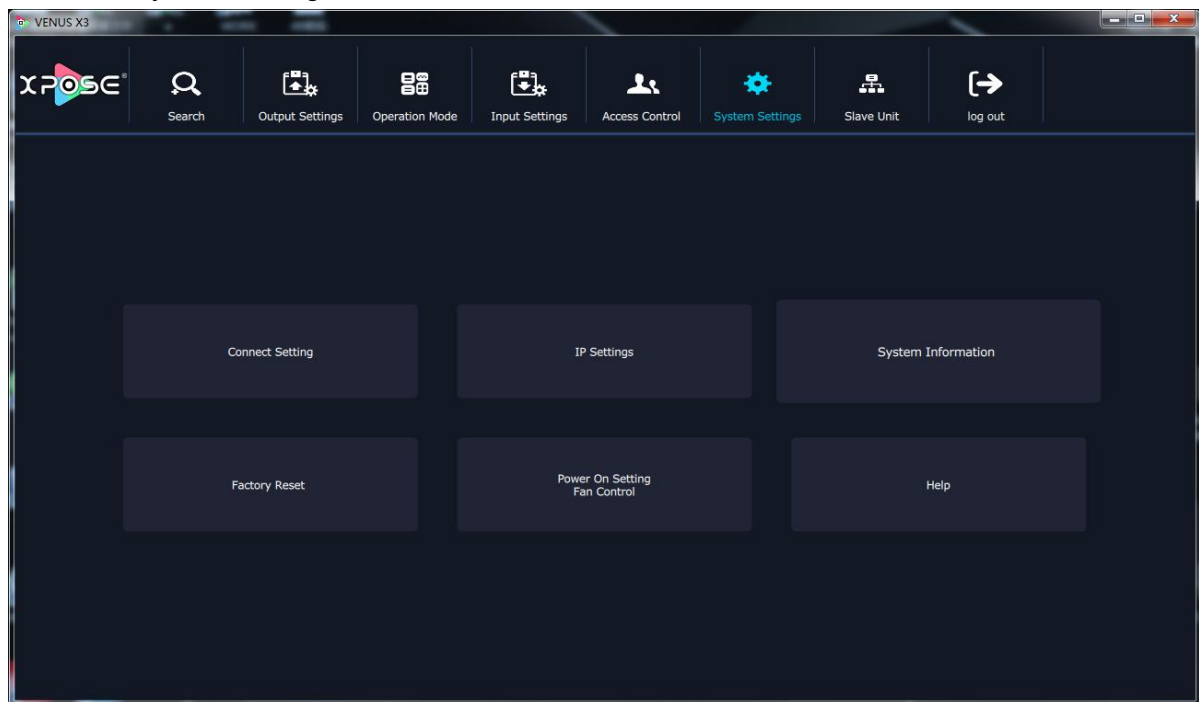 VENUS X3
XPOSE®
Search
Output Settings
Operation Mode
Input Settings
Access Control
System Settings
Slave Unit
log out
Connect Setting
IP Settings
System Information
Factory Reset
Power On Setting
Fan Control
Help